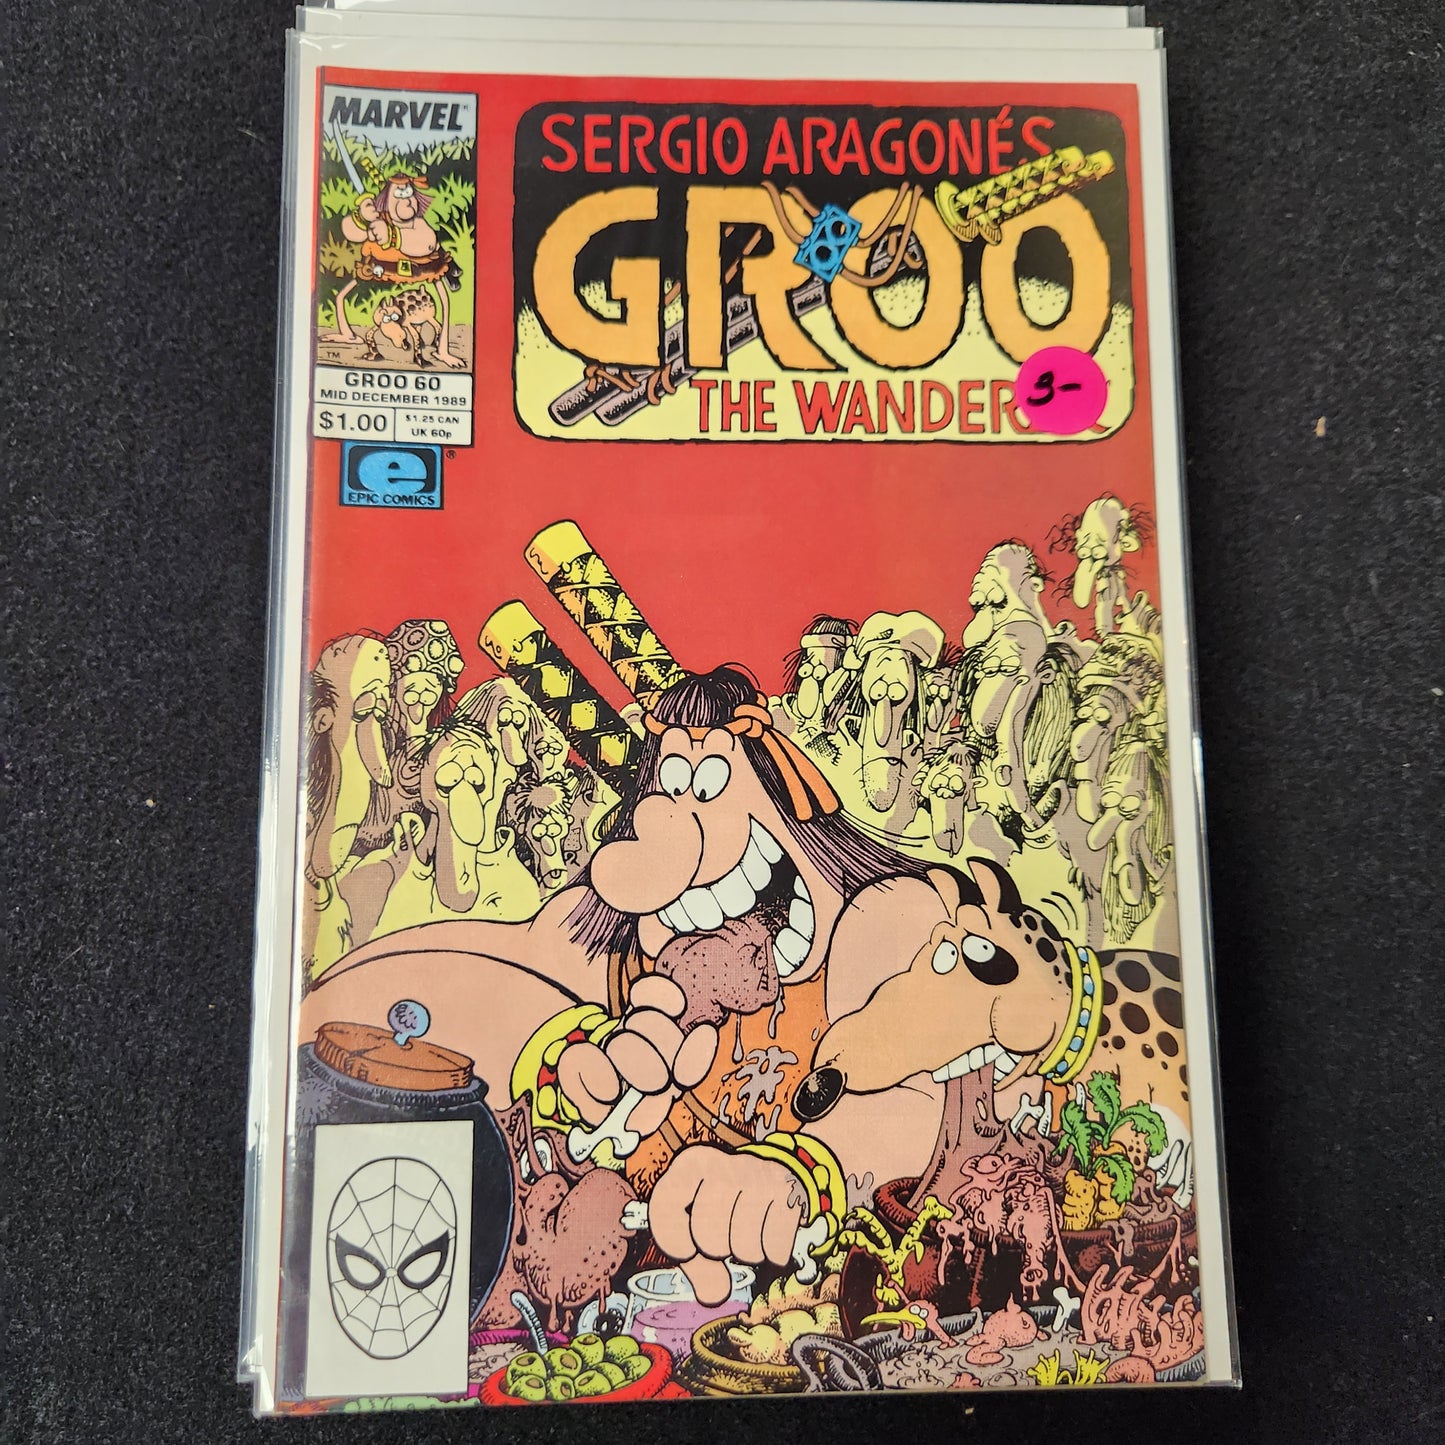 MARVEL
TM
GROO 60
MID DECEMBER 1989
$1.00
$1.25 CAN
UK 60p
e ®
EPIC COMICS
SERGIO ARAGONÉS
GROO
THE WANDER
3-